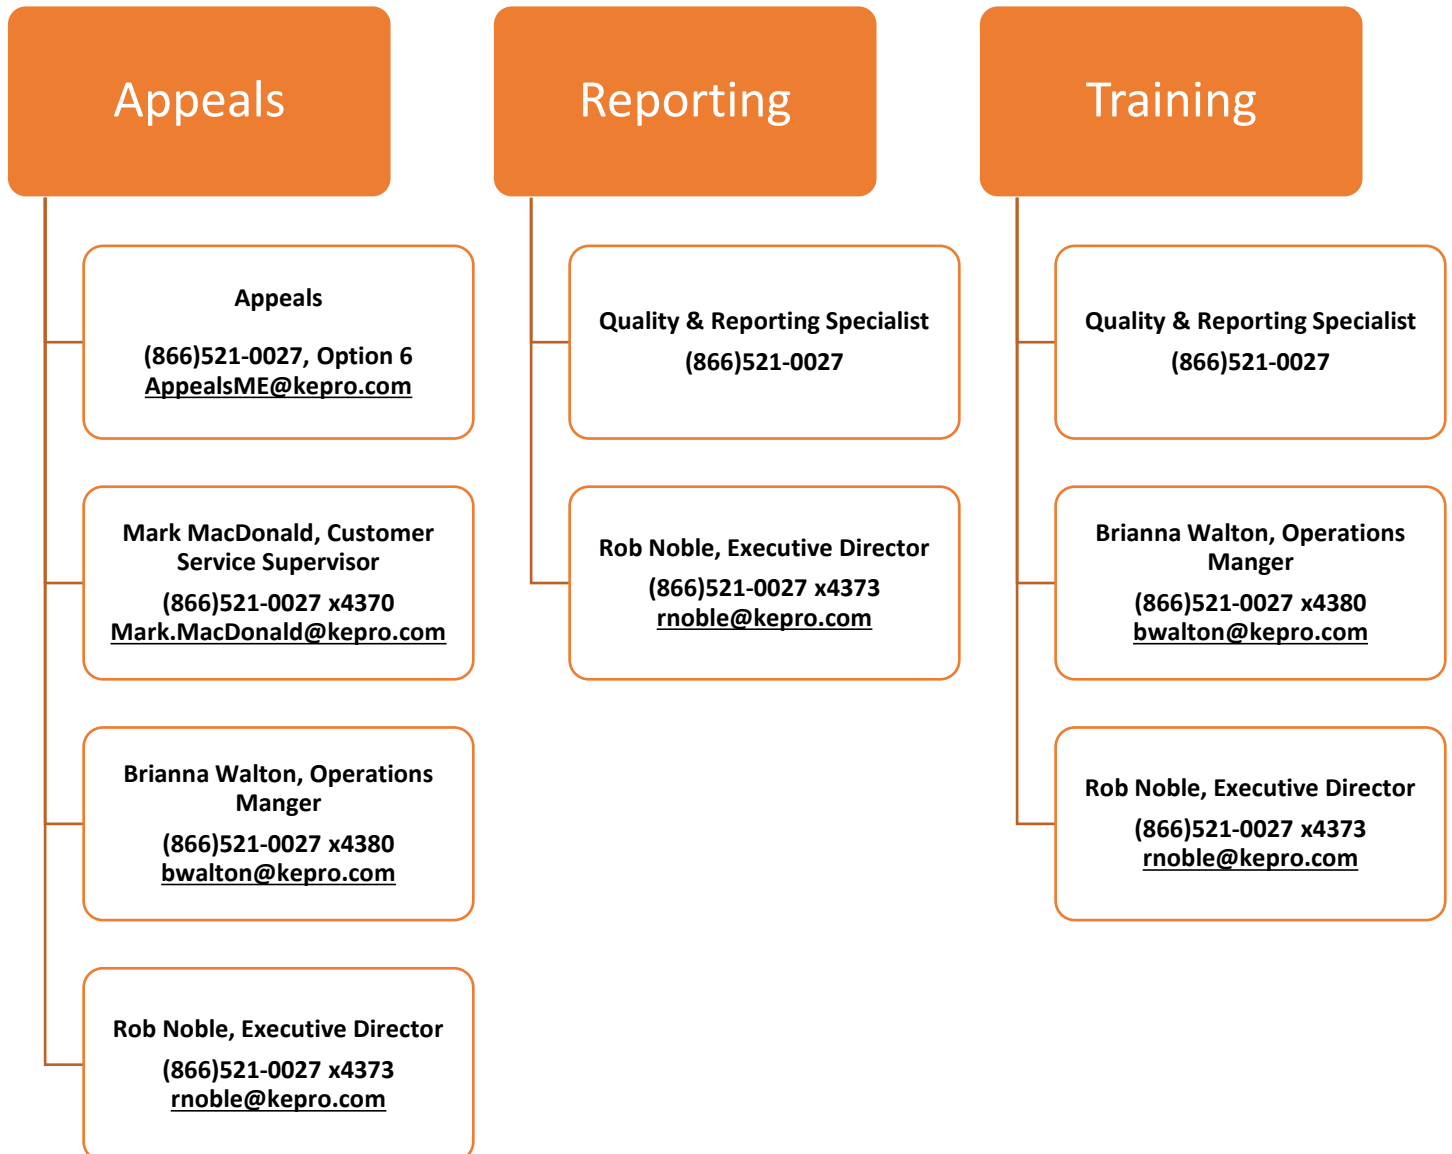 Appeals
Appeals
(866)521-0027, Option 6
AppealsME@kepro.com
Mark MacDonald, Customer
Service Supervisor
(866)521-0027 x4370
Mark.MacDonald@kepro.com
Brianna Walton, Operations
Manger
(866)521-0027 x4380
bwalton@kepro.com
Rob Noble, Executive Director
(866)521-0027 x4373
rnoble@kepro.com
Reporting
Quality & Reporting Specialist
(866)521-0027
Rob Noble, Executive Director
(866)521-0027 x4373
rnoble@kepro.com
Training
Quality & Reporting Specialist
(866)521-0027
Brianna Walton, Operations
Manger
(866)521-0027 x4380
bwalton@kepro.com
Rob Noble, Executive Director
(866)521-0027 x4373
rnoble@kepro.com